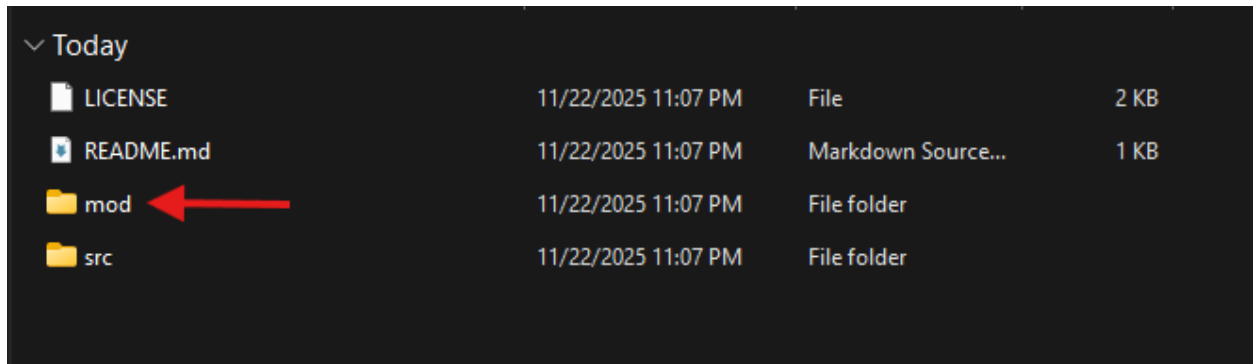 Today
LICENSE 11/22/2025 11:07 PM File 2 KB
README.md 11/22/2025 11:07 PM Markdown Source... 1 KB
mod 11/22/2025 11:07 PM File folder
src 11/22/2025 11:07 PM File folder